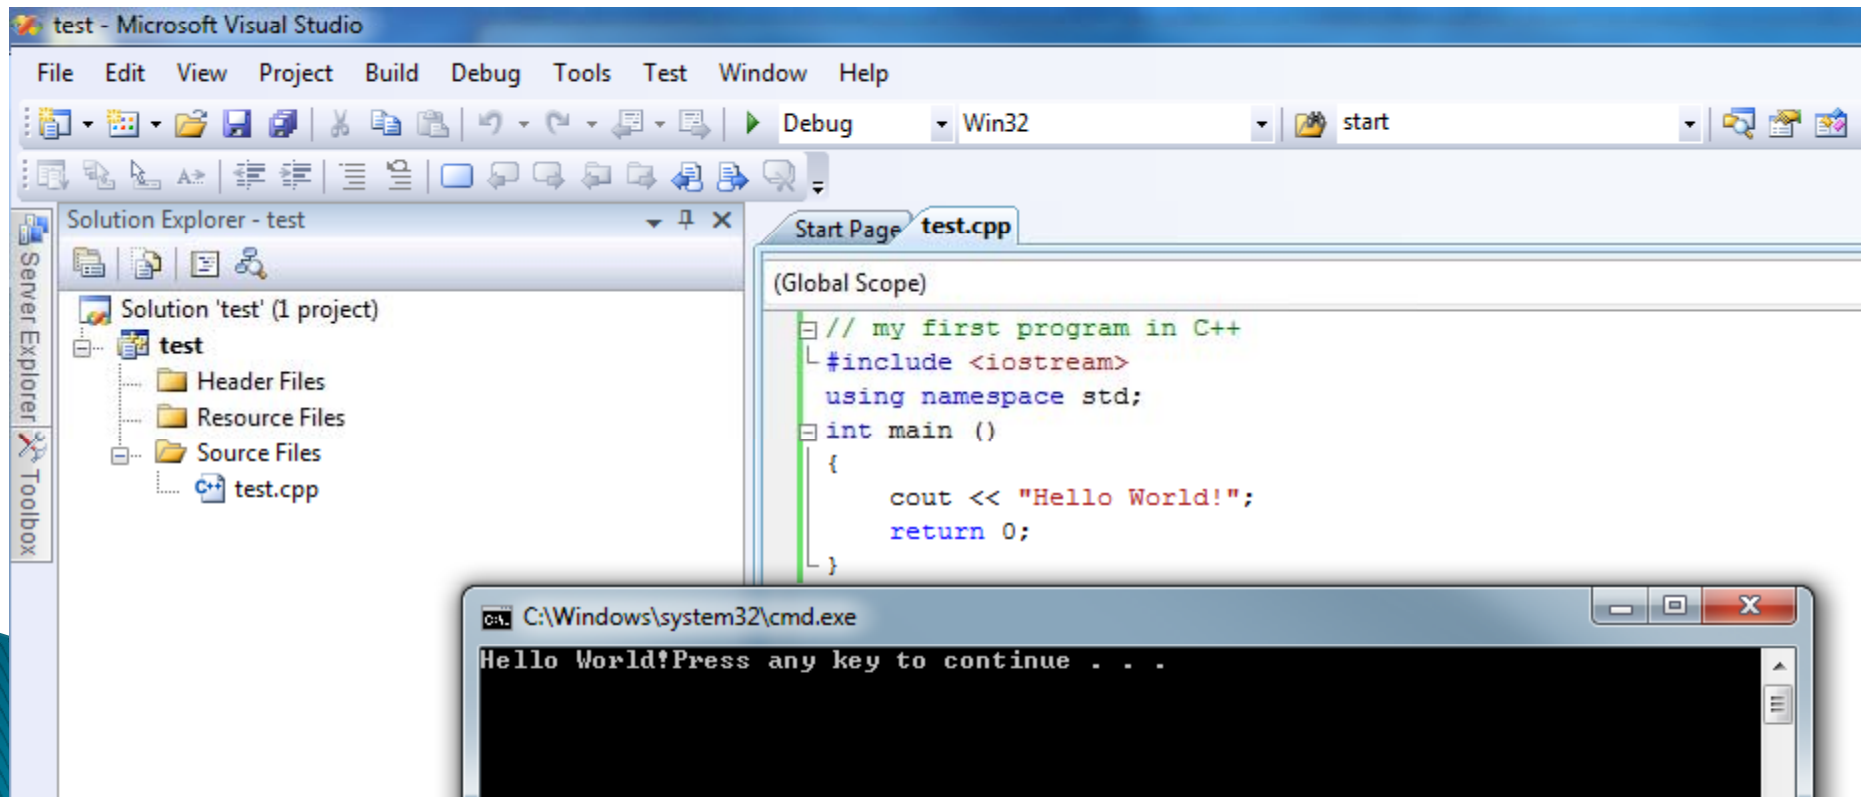 test - Microsoft Visual Studio
File Edit View Project Build Debug Tools Test Window Help
Debug Win32 start
Server Explorer
Toolbox
Solution Explorer - test
Solution 'test' (1 project)
test
Header Files
Resource Files
Source Files
test.cpp
Start Page test.cpp
(Global Scope)
// my first program in C++
#include <iostream>
using namespace std;
int main ()
{
cout << "Hello World!";
return 0;
}
C:\Windows\system32\cmd.exe
Hello World!Press any key to continue . . .